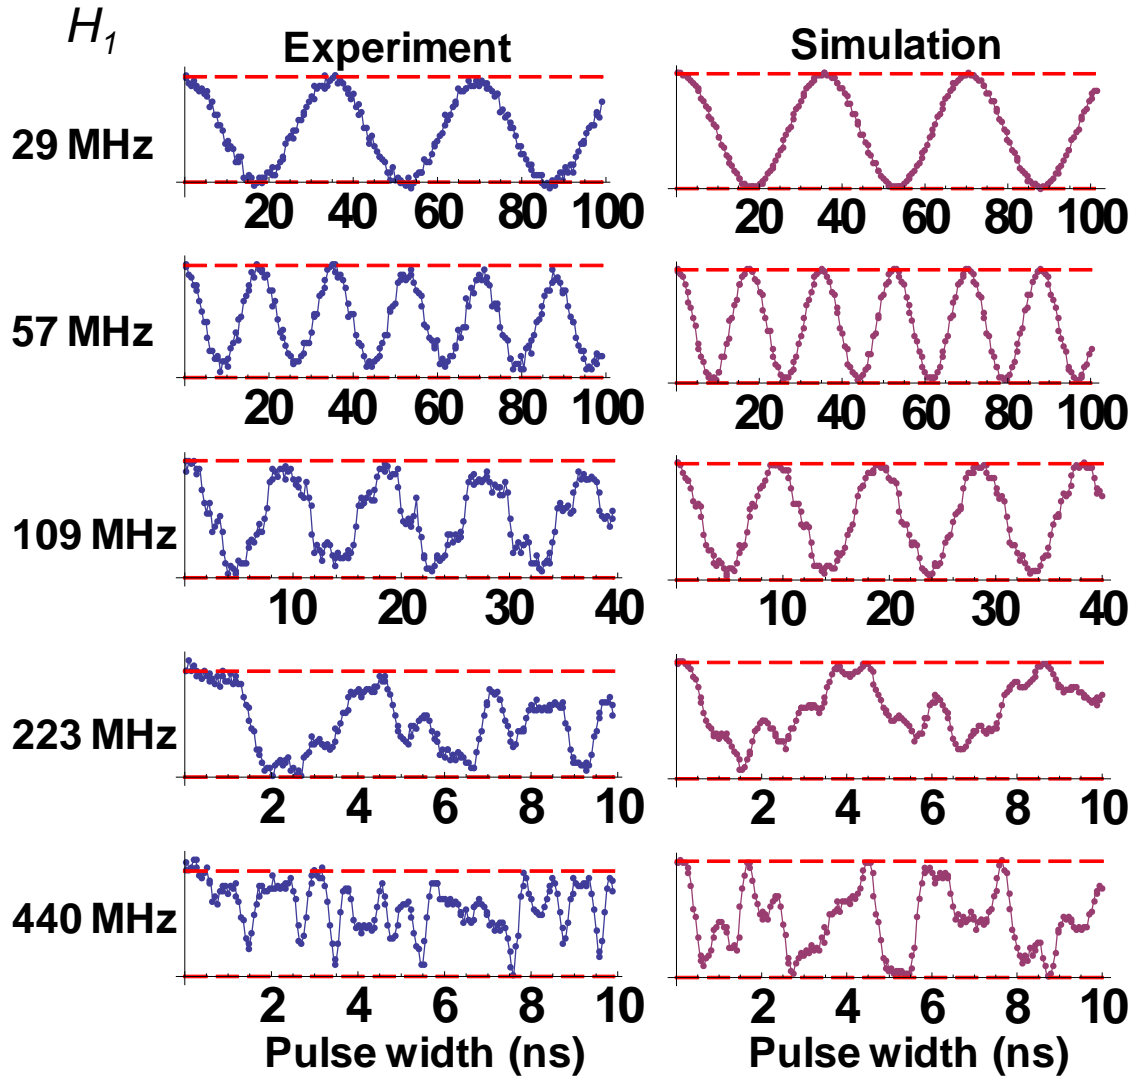 H1
Experiment Simulation
29 MHz
20 40 60 80 100 20 40 60 80 100
57 MHz
20 40 60 80 100 20 40 60 80 100
109 MHz
10 20 30 40 10 20 30 40
223 MHz
2 4 6 8 10 2 4 6 8 10
440 MHz
2 4 6 8 10 2 4 6 8 10
Pulse width (ns) Pulse width (ns)